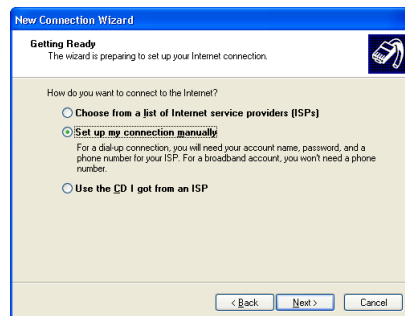 New Connection Wizard
Getting Ready
The wizard is preparing to set up your Internet connection.
How do you want to connect to the Internet?
Choose from a list of Internet service providers (ISPs)
Set up my connection manually
For a dial-up connection, you will need your account name, password, and a
phone number for your ISP. For a broadband account, you won't need a phone
number.
Use the CD I got from an ISP
< Back
Next >
Cancel